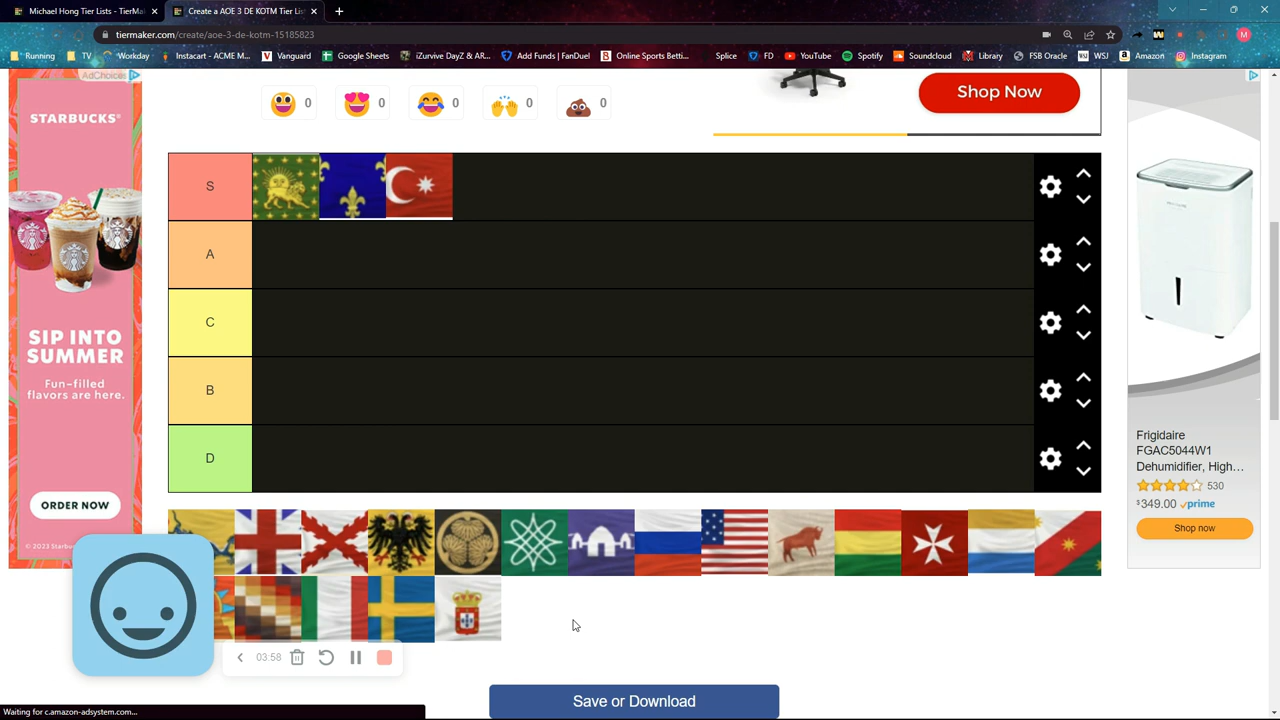 Michael Hong Tier Lists - TierMa
Create a AOE 3 DE KOTM Tier Lis
tiermaker.com/create/aoe-3-de-kotm-15185823
M
Running
TV
Workday
Instacart - ACME M...
Vanguard
Google Sheets
iZurvive DayZ & AR...
Add Funds | FanDuel
Online Sports Betti...
Splice
FD
YouTube
Spotify
Soundcloud
Library
FSB Oracle
WSJ
Amazon
Instagram
AdChoices
STARBUCKS®
SIP INTO
SUMMER
Fun-filled
flavors are here.
ORDER NOW
© 2023 Starbuc
0
0
0
0
0
Shop Now
S
A
C
B
D
03:58
Save or Download
Frigidaire
FGAC5044W1
Dehumidifier, High...
530
$349.00 prime
Shop now
Waiting for c.amazon-adsystem.com...